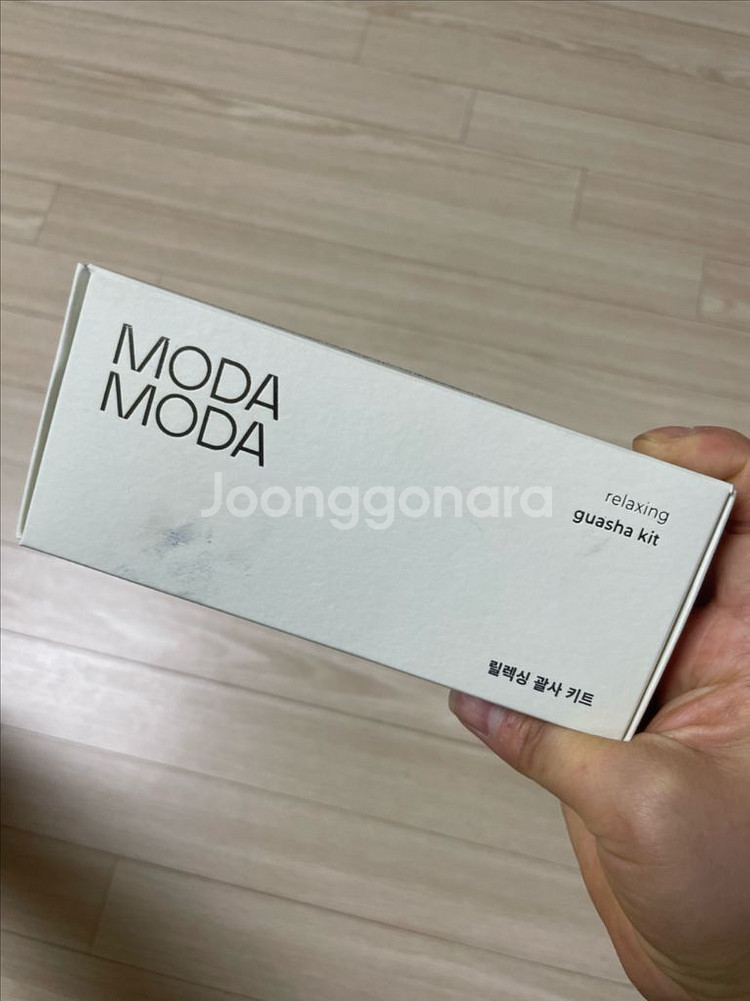 MODA
MODA
Joonggonara
relaxing
guasha kit
릴렉싱 괄사 키트